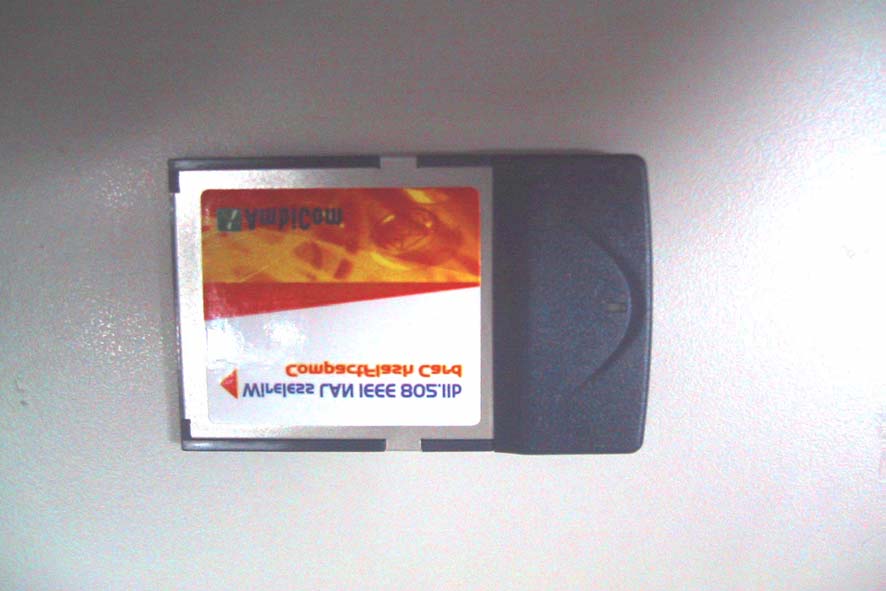 Wireless LAN IEEE 802.11b
CompactFlash Card
AmbiCom